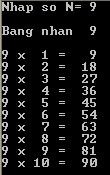 Nhap so N= 9
Bang nhan   9
9 x  1 =   9
9 x  2 =  18
9 x  3 =  27
9 x  4 =  36
9 x  5 =  45
9 x  6 =  54
9 x  7 =  63
9 x  8 =  72
9 x  9 =  81
9 x 10 =  90